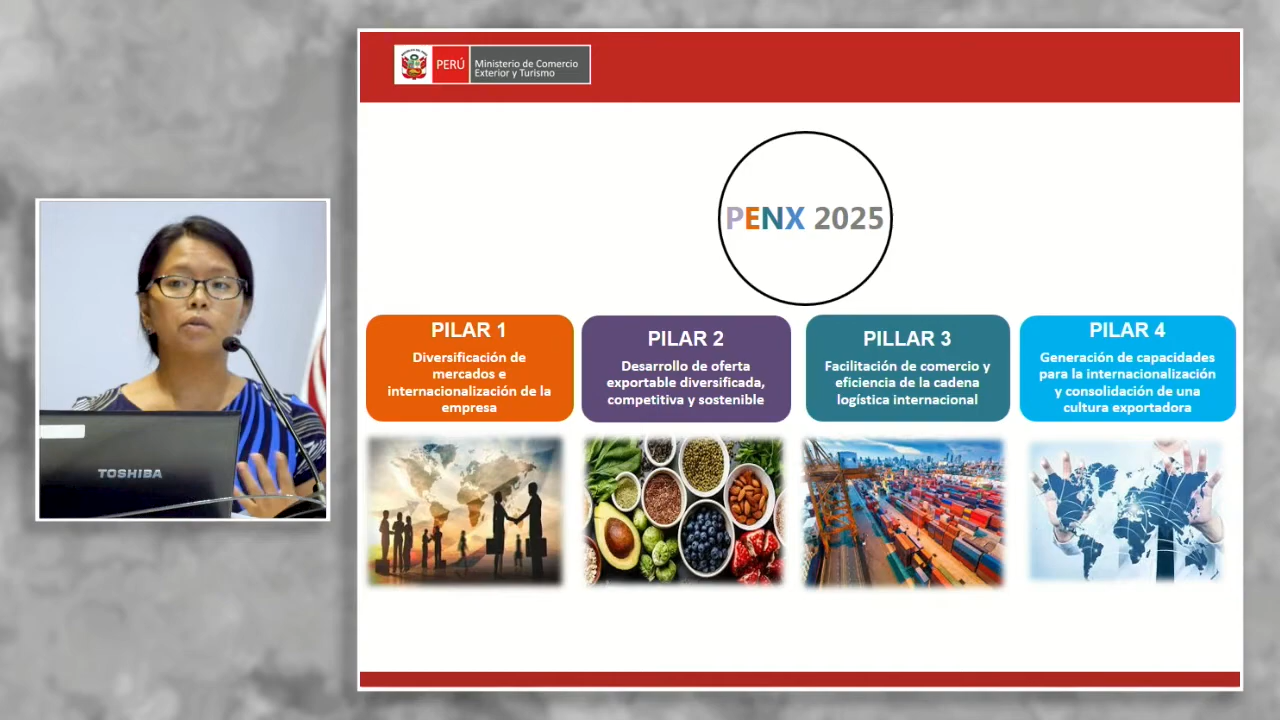 PERÚ
Ministerio de Comercio
Exterior y Turismo
PENX 2025
PILAR 1
Diversificación de
mercados e
internacionalización de la
empresa
PILAR 2
Desarrollo de oferta
exportable diversificada,
competitiva y sostenible
PILLAR 3
Facilitación de comercio y
eficiencia de la cadena
logística internacional
PILAR 4
Generación de capacidades
para la internacionalización
y consolidación de una
cultura exportadora
TOSHIBA